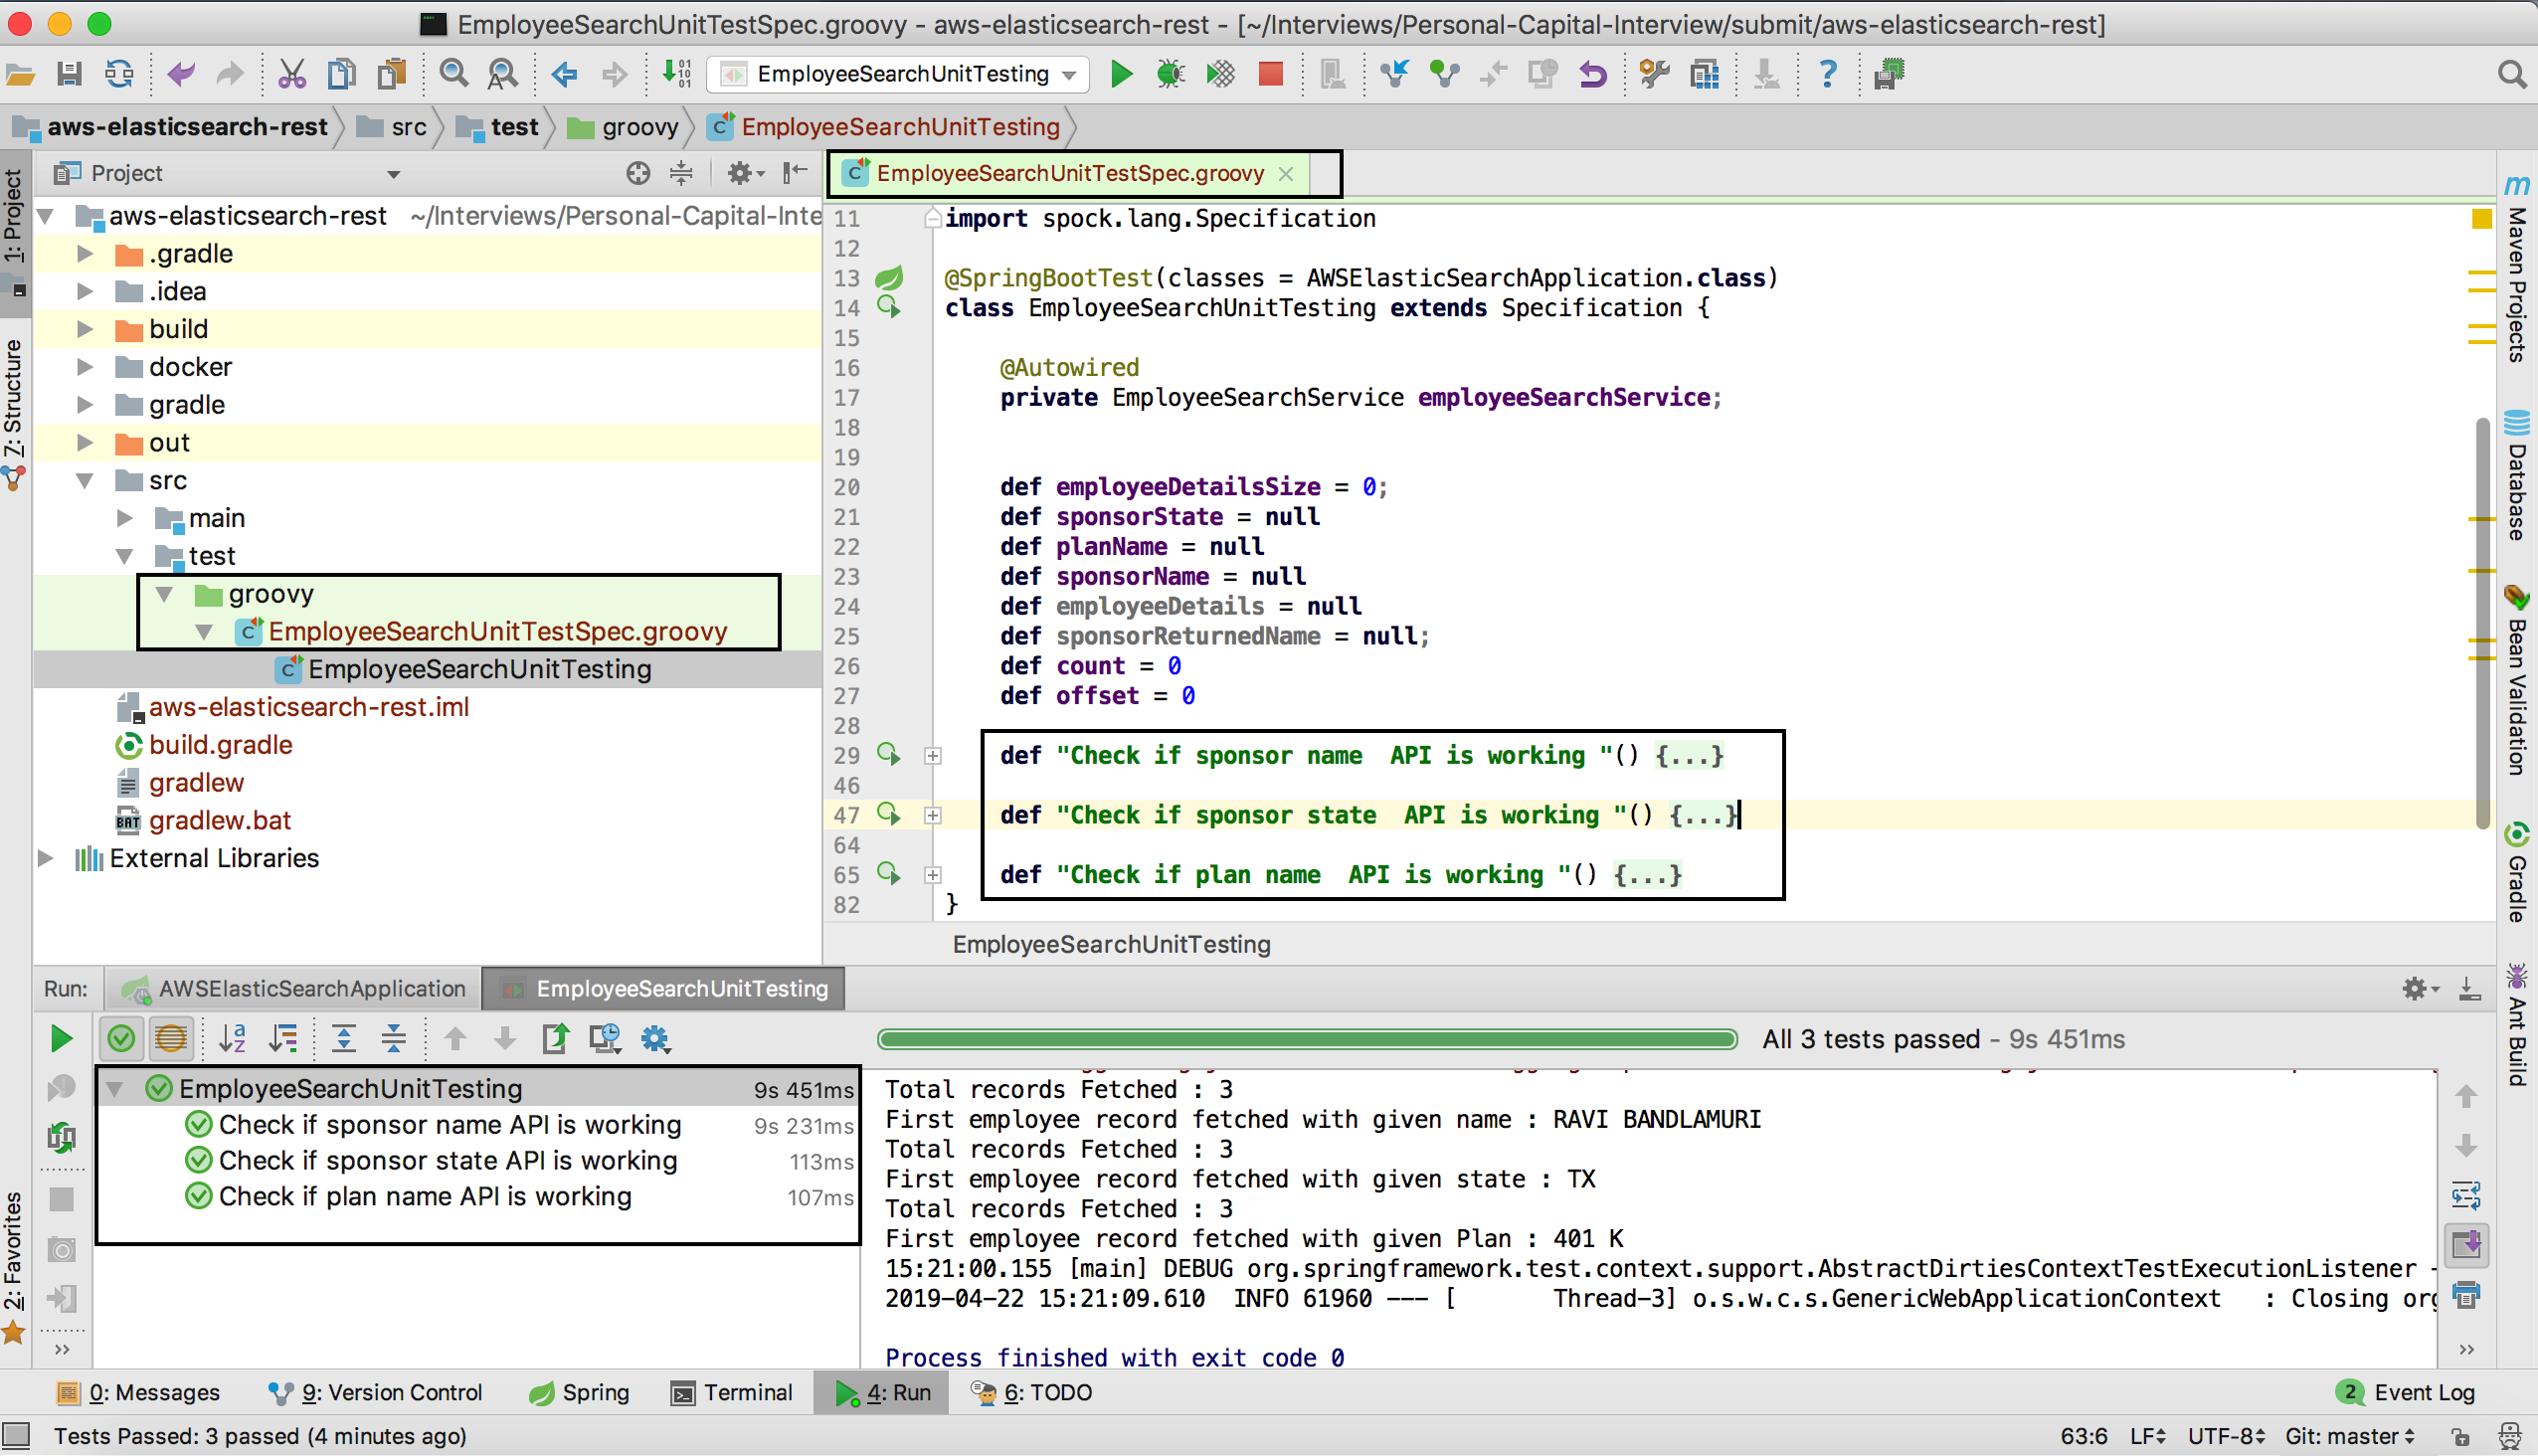 EmployeeSearchUnitTestSpec.groovy - aws-elasticsearch-rest - [~/Interviews/Personal-Capital-Interview/submit/aws-elasticsearch-rest]
EmployeeSearchUnitTesting
aws-elasticsearch-rest src test groovy EmployeeSearchUnitTesting
1: Project
7: Structure
2: Favorites
Project
aws-elasticsearch-rest ~/Interviews/Personal-Capital-Inte
.gradle
.idea
build
docker
gradle
out
src
main
test
groovy
EmployeeSearchUnitTestSpec.groovy
EmployeeSearchUnitTesting
aws-elasticsearch-rest.iml
build.gradle
gradlew
gradlew.bat
External Libraries
EmployeeSearchUnitTestSpec.groovy
11 import spock.lang.Specification
12
13 @SpringBootTest(classes = AWSElasticSearchApplication.class)
14 class EmployeeSearchUnitTesting extends Specification {
15
16 @Autowired
17 private EmployeeSearchService employeeSearchService;
18
19
20 def employeeDetailsSize = 0;
21 def sponsorState = null
22 def planName = null
23 def sponsorName = null
24 def employeeDetails = null
25 def sponsorReturnedName = null;
26 def count = 0
27 def offset = 0
28
29 def "Check if sponsor name  API is working "() {...}
46
47 def "Check if sponsor state  API is working "() {...}
64
65 def "Check if plan name  API is working "() {...}
82 }
EmployeeSearchUnitTesting
Maven Projects
Database
Bean Validation
Gradle
Ant Build
Run: AWSElasticSearchApplication EmployeeSearchUnitTesting
All 3 tests passed - 9s 451ms
EmployeeSearchUnitTesting 9s 451ms
Check if sponsor name API is working 9s 231ms
Check if sponsor state API is working 113ms
Check if plan name API is working 107ms
Total records Fetched : 3
First employee record fetched with given name : RAVI BANDLAMURI
Total records Fetched : 3
First employee record fetched with given state : TX
Total records Fetched : 3
First employee record fetched with given Plan : 401 K
15:21:00.155 [main] DEBUG org.springframework.test.context.support.AbstractDirtiesContextTestExecutionListener -
2019-04-22 15:21:09.610  INFO 61960 --- [       Thread-3] o.s.w.c.s.GenericWebApplicationContext   : Closing org
Process finished with exit code 0
0: Messages 9: Version Control Spring Terminal 4: Run 6: TODO 2 Event Log
Tests Passed: 3 passed (4 minutes ago) 63:6 LF UTF-8 Git: master